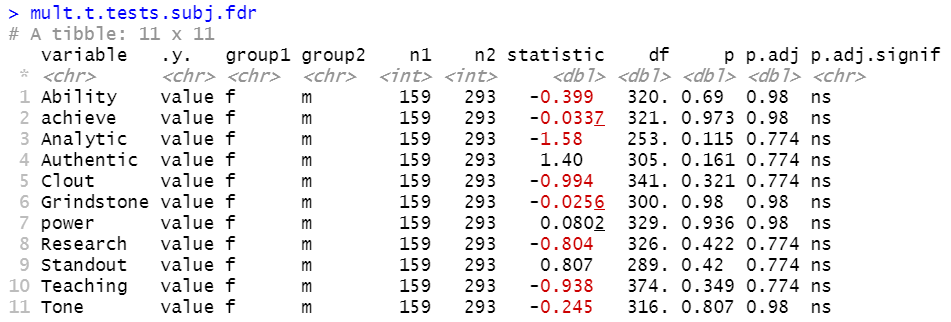 > mult.t.tests.subj.fdr
# A tibble: 11 x 11
variable .y. group1 group2 n1 n2 statistic df p p.adj p.adj.signif
* <chr> <chr> <chr> <chr> <int> <int> <dbl> <dbl> <dbl> <dbl> <chr>
1 Ability value f m 159 293 -0.399 320. 0.69 0.98 ns
2 achieve value f m 159 293 -0.0337 321. 0.973 0.98 ns
3 Analytic value f m 159 293 -1.58 253. 0.115 0.774 ns
4 Authentic value f m 159 293 1.40 305. 0.161 0.774 ns
5 Clout value f m 159 293 -0.994 341. 0.321 0.774 ns
6 Grindstone value f m 159 293 -0.0256 300. 0.98 0.98 ns
7 power value f m 159 293 0.0802 329. 0.936 0.98 ns
8 Research value f m 159 293 -0.804 326. 0.422 0.774 ns
9 Standout value f m 159 293 0.807 289. 0.42 0.774 ns
10 Teaching value f m 159 293 -0.938 374. 0.349 0.774 ns
11 Tone value f m 159 293 -0.245 316. 0.807 0.98 ns